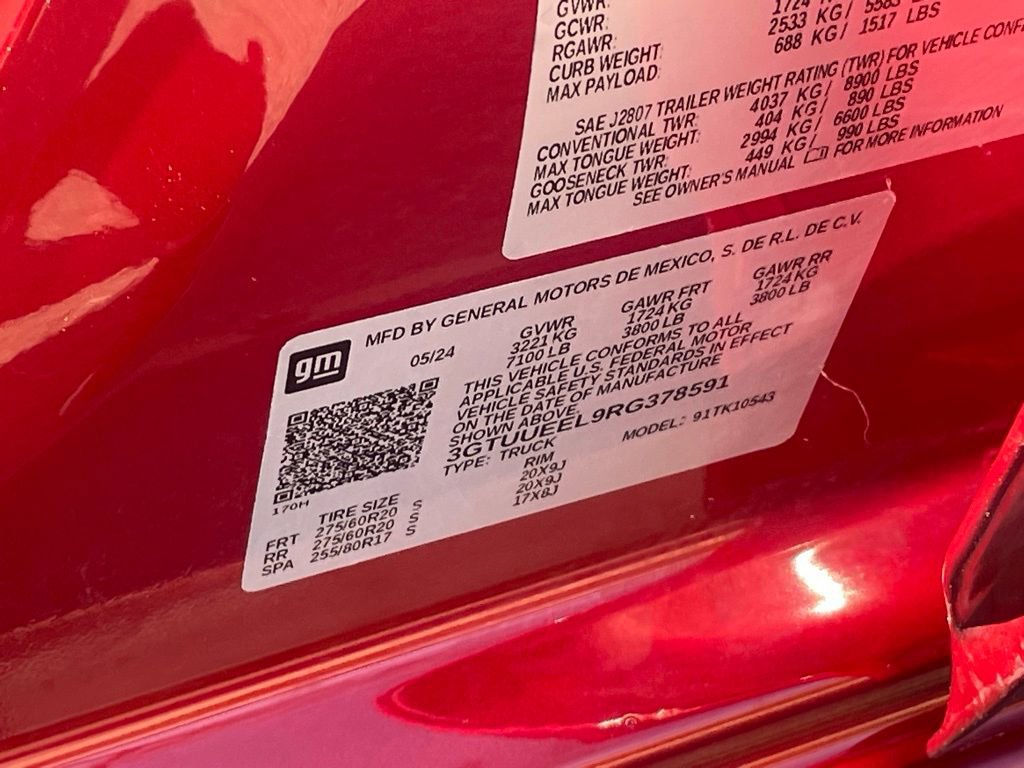 GVWR:
GCWR: 1724
RGAWR: 2533 KG/ 5583
CURB WEIGHT: 688 KG/ 1517 LBS
MAX PAYLOAD:
SAE J2807 TRAILER WEIGHT RATING (TWR) FOR VEHICLE
CONVENTIONAL TWR: 4037 KG/ 8900 LBS
MAX TONGUE WEIGHT: 404 KG/ 890 LBS
GOOSENECK TWR: 2994 KG/ 6600 LBS
MAX TONGUE WEIGHT: 449 KG/ 990 LBS
SEE OWNER'S MANUAL FOR MORE INFORMATION
gm
MFD BY GENERAL MOTORS DE MEXICO, S. DE R.L. DE C.V.
05/24 GVWR GAWR FRT GAWR RR
3221 KG 1724 KG 1724 KG
7100 LB 3800 LB 3800 LB
THIS VEHICLE CONFORMS TO ALL
APPLICABLE U.S. FEDERAL MOTOR
VEHICLE SAFETY STANDARDS IN EFFECT
ON THE DATE OF MANUFACTURE
SHOWN ABOVE.
3GTUUEEL9RG378591
TYPE: TRUCK MODEL: 91TK10543
170H
TIRE SIZE RIM
FRT 275/60R20 S 20X9J
RR 275/60R20 S 20X9J
SPA 255/80R17 S 17X8J